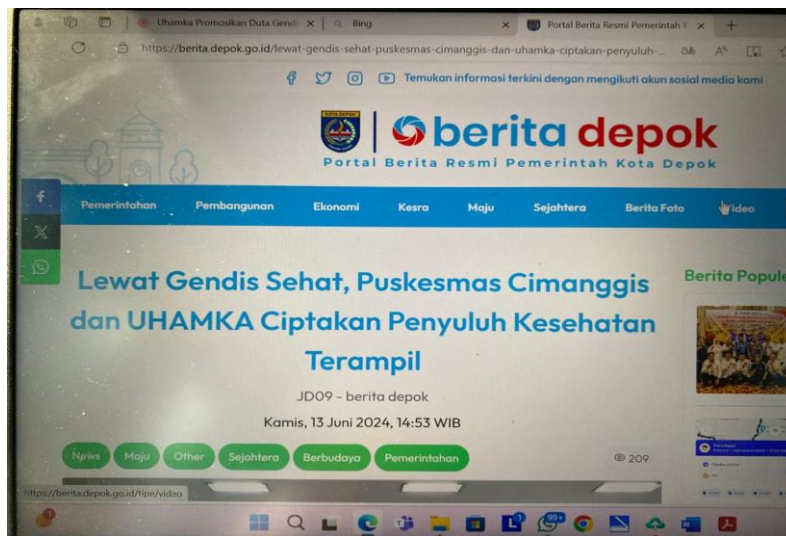 Uhamka Promosikan Duta Gendi
Bing
Portal Berita Resmi Pemerintah
https://berita.depok.go.id/lewat-gendis-sehat-puskesmas-cimanggis-dan-uhamka-ciptakan-penyuluh-...
Temukan informasi terkini dengan mengikuti akun sosial media kami
berita depok
Portal Berita Resmi Pemerintah Kota Depok
Pemerintahan Pembangunan Ekonomi Kesra Maju Sejahtera Berita Foto Video
Lewat Gendis Sehat, Puskesmas Cimanggis
dan UHAMKA Ciptakan Penyuluh Kesehatan
Terampil
Berita Popule
JD09 - berita depok
Kamis, 13 Juni 2024, 14:53 WIB
News Maju Other Sejahtera Berbudaya Pemerintahan
209
https://berita.depok.go.id/tipe/video
99+